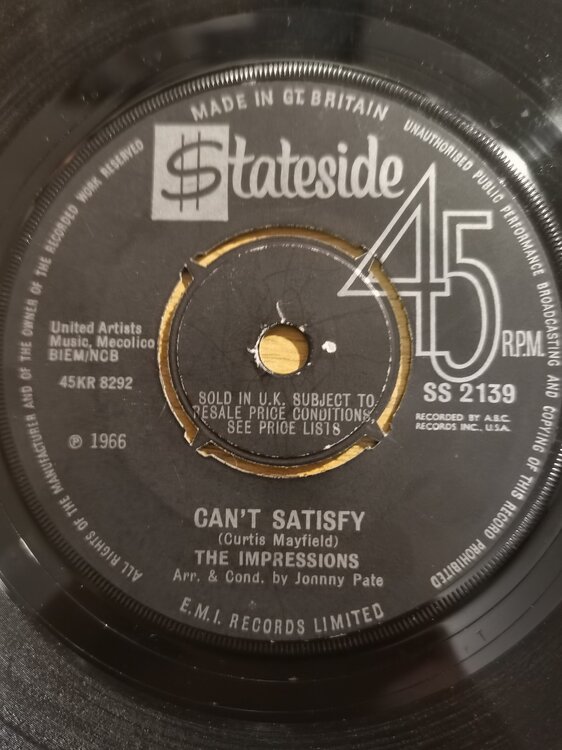 MADE IN GT. BRITAIN
UNAUTHORISED PUBLIC PERFORMANCE BROADCASTING AND COPYING OF THIS RECORD PROHIBITED
ALL RIGHTS OF THE MANUFACTURER AND OF THE OWNER OF THE RECORDED WORK RESERVED
$tateside
45
R.P.M.
United Artists
Music, Mecolico
BIEM/NCB
45KR 8292
℗ 1966
SS 2139
RECORDED BY A.B.C.
RECORDS INC., U.S.A.
SOLD IN U.K. SUBJECT TO
RESALE PRICE CONDITIONS,
SEE PRICE LISTS
CAN'T SATISFY
(Curtis Mayfield)
THE IMPRESSIONS
Arr. & Cond. by Jonnny Pate
E.M.I. RECORDS LIMITED